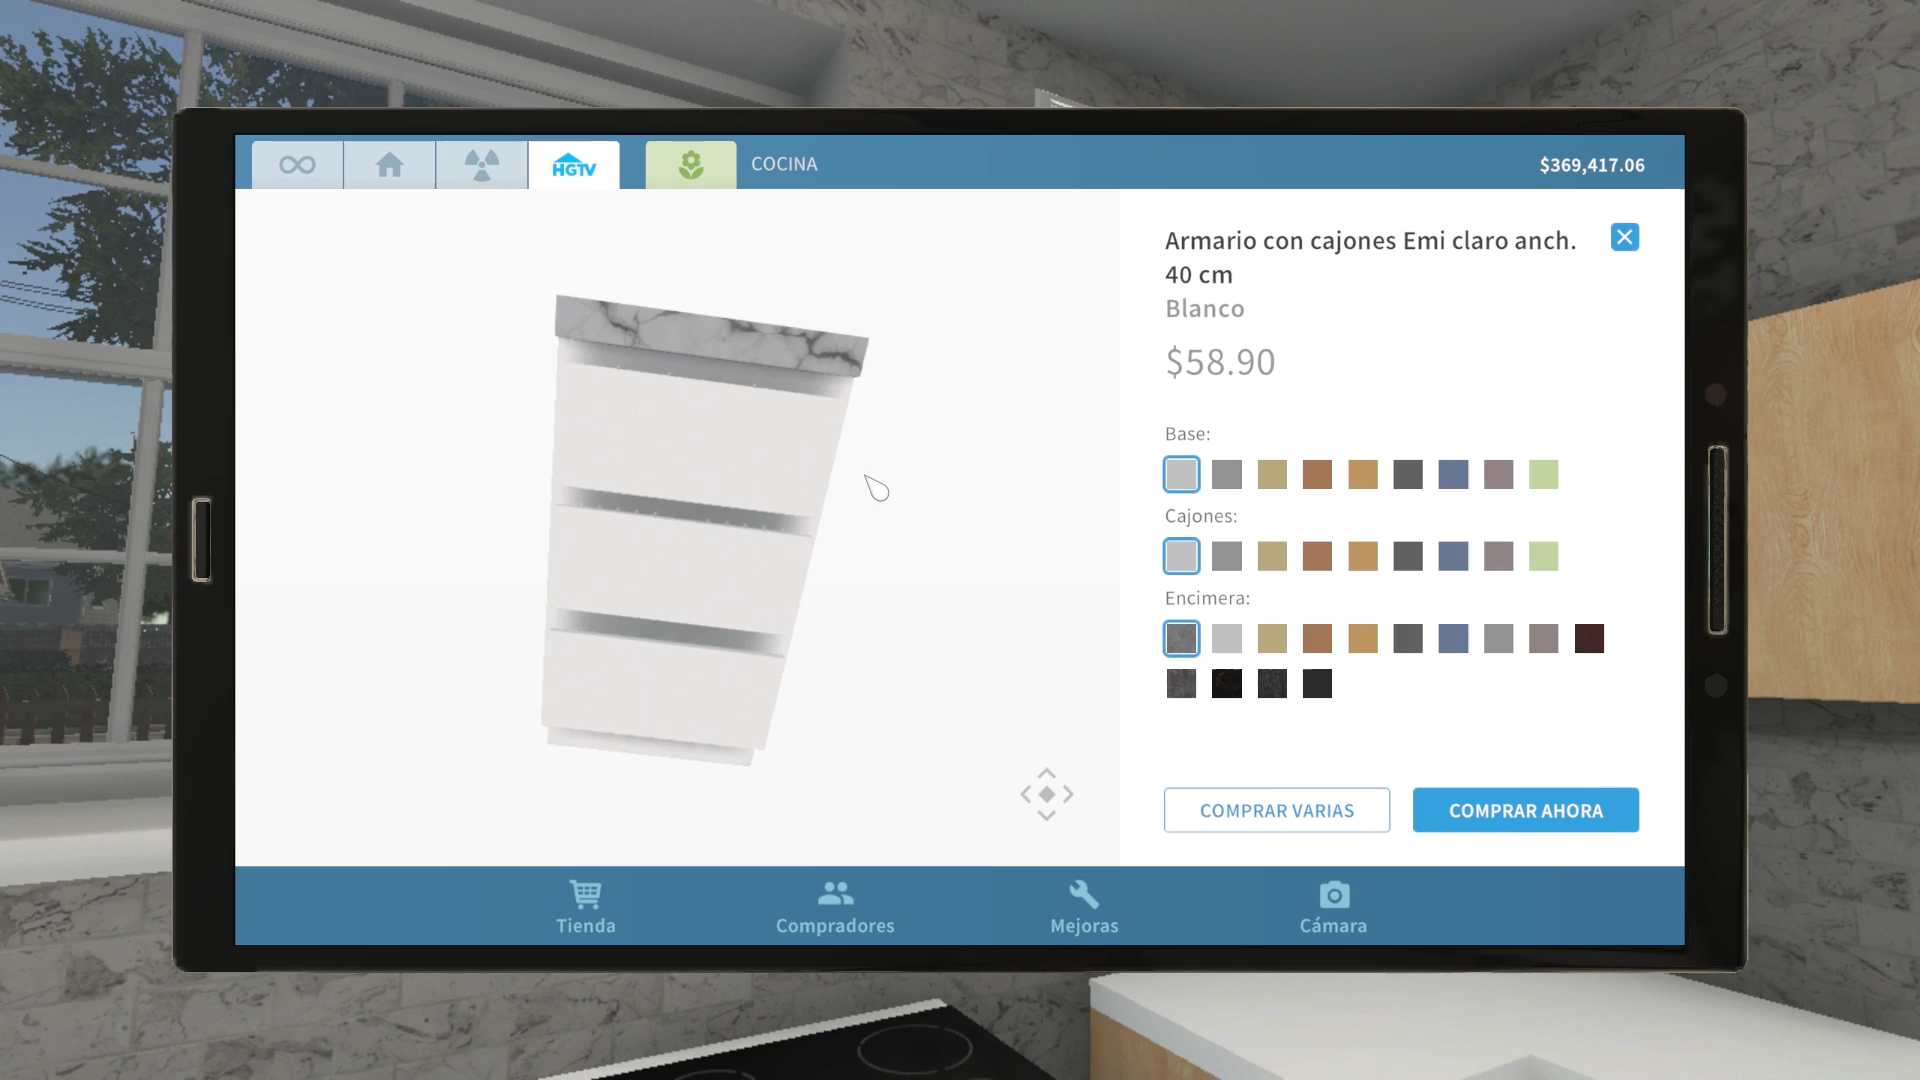 HGTV
COCINA
$369,417.06
Armario con cajones Emi claro anch.
40 cm
Blanco
$58.90
Base:
Cajones:
Encimera:
COMPRAR VARIAS
COMPRAR AHORA
Tienda
Compradores
Mejoras
Cámara